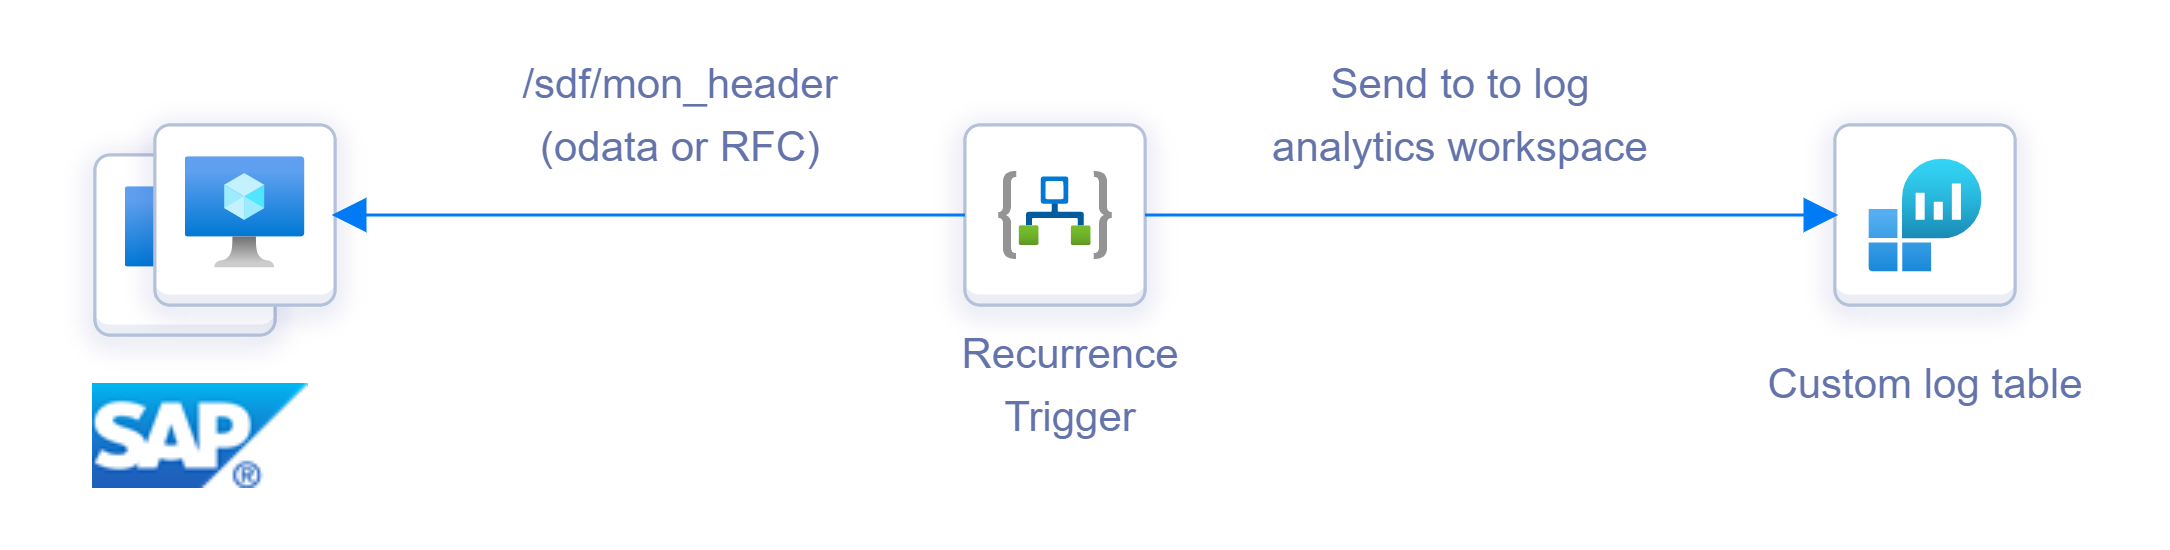 /sdf/mon_header
(odata or RFC)
Send to to log
analytics workspace
Recurrence
Trigger
Custom log table
SAP®